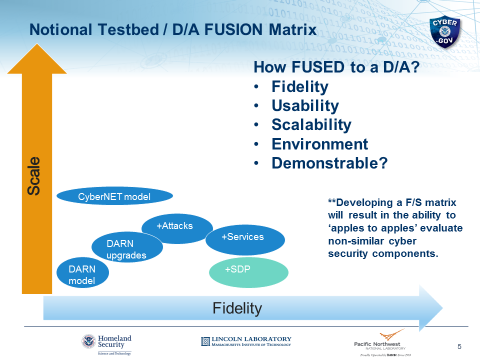 Notional Testbed / D/A FUSION Matrix
CYBER
.GOV
How FUSED to a D/A?
• Fidelity
• Usability
• Scalability
• Environment
• Demonstrable?
Scale
CyberNET model
+Attacks
+Services
DARN
upgrades
DARN
model
+SDP
**Developing a F/S matrix
will result in the ability to
‘apples to apples’ evaluate
non-similar cyber
security components.
Fidelity
Homeland
Security
Science and Technology
LINCOLN LABORATORY
MASSACHUSETTS INSTITUTE OF TECHNOLOGY
Pacific Northwest
NATIONAL LABORATORY
5